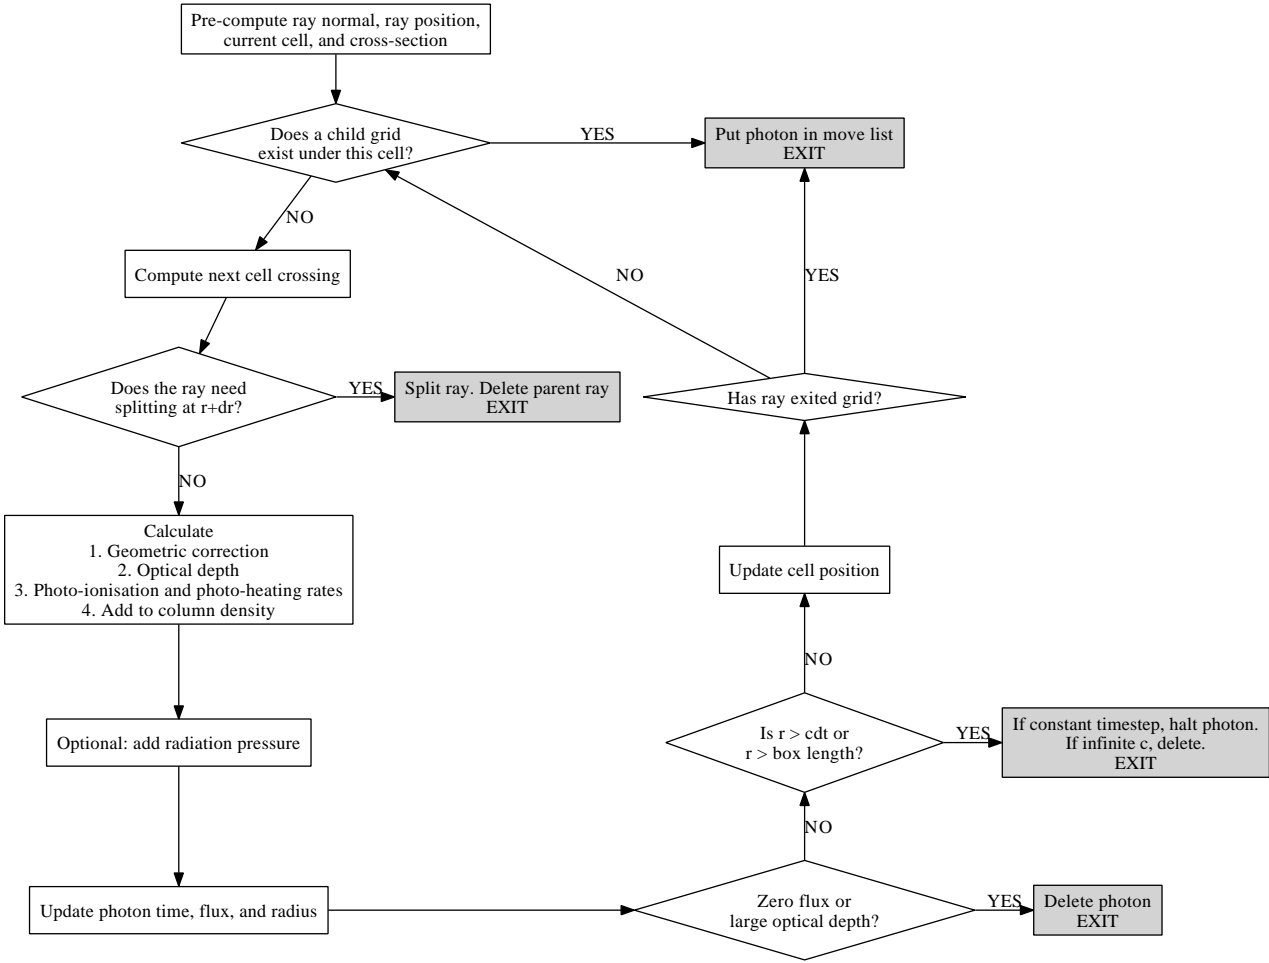 Pre-compute ray normal, ray position,
current cell, and cross-section
Does a child grid
exist under this cell?
YES
Put photon in move list
EXIT
NO
Compute next cell crossing
NO
YES
Does the ray need
splitting at r+dr?
YES
Split ray. Delete parent ray
EXIT
Has ray exited grid?
NO
Calculate
1. Geometric correction
2. Optical depth
3. Photo-ionisation and photo-heating rates
4. Add to column density
Update cell position
NO
Optional: add radiation pressure
Is r > cdt or
r > box length?
YES
If constant timestep, halt photon.
If infinite c, delete.
EXIT
NO
Update photon time, flux, and radius
Zero flux or
large optical depth?
YES
Delete photon
EXIT